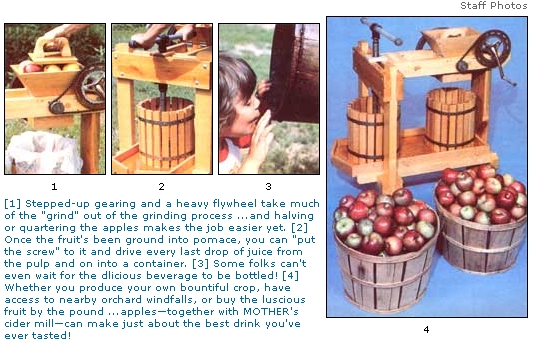 Staff Photos
1 2 3
[1] Stepped-up gearing and a heavy flywheel take much
of the "grind" out of the grinding process ...and halving
or quartering the apples makes the job easier yet. [2]
Once the fruit's been ground into pomace, you can "put
the screw" to it and drive every last drop of juice from
the pulp and on into a container. [3] Some folks can't
even wait for the dlicious beverage to be bottled! [4]
Whether you produce your own bountiful crop, have
access to nearby orchard windfalls, or buy the luscious
fruit by the pound ...apples—together with MOTHER's
cider mill—can make just about the best drink you've
ever tasted!
4